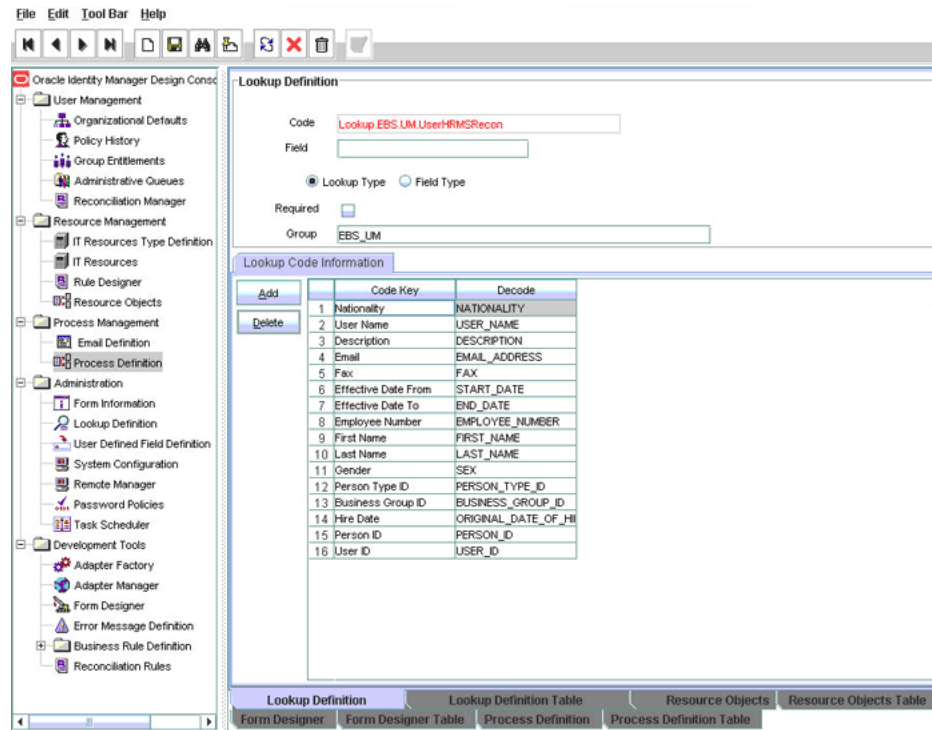 File Edit Tool Bar Help
Oracle Identity Manager Design Consc
User Management
Organizational Defaults
Policy History
Group Entitlements
Administrative Queues
Reconciliation Manager
Resource Management
IT Resources Type Definition
IT Resources
Rule Designer
Resource Objects
Process Management
Email Definition
Process Definition
Administration
Form Information
Lookup Definition
User Defined Field Definition
System Configuration
Remote Manager
Password Policies
Task Scheduler
Development Tools
Adapter Factory
Adapter Manager
Form Designer
Error Message Definition
Business Rule Definition
Reconciliation Rules
Lookup Definition
Code Lookup.EBS.UM.UserHRMSRecon
Field
Lookup Type Field Type
Required
Group EBS_UM
Lookup Code Information
Add
Delete
Code Key Decode
1 Nationality NATIONALITY
2 User Name USER_NAME
3 Description DESCRIPTION
4 Email EMAIL_ADDRESS
5 Fax FAX
6 Effective Date From START_DATE
7 Effective Date To END_DATE
8 Employee Number EMPLOYEE_NUMBER
9 First Name FIRST_NAME
10 Last Name LAST_NAME
11 Gender SEX
12 Person Type ID PERSON_TYPE_ID
13 Business Group ID BUSINESS_GROUP_ID
14 Hire Date ORIGINAL_DATE_OF_HI
15 Person ID PERSON_ID
16 User ID USER_ID
Lookup Definition Lookup Definition Table Resource Objects Resource Objects Table
Form Designer Form Designer Table Process Definition Process Definition Table